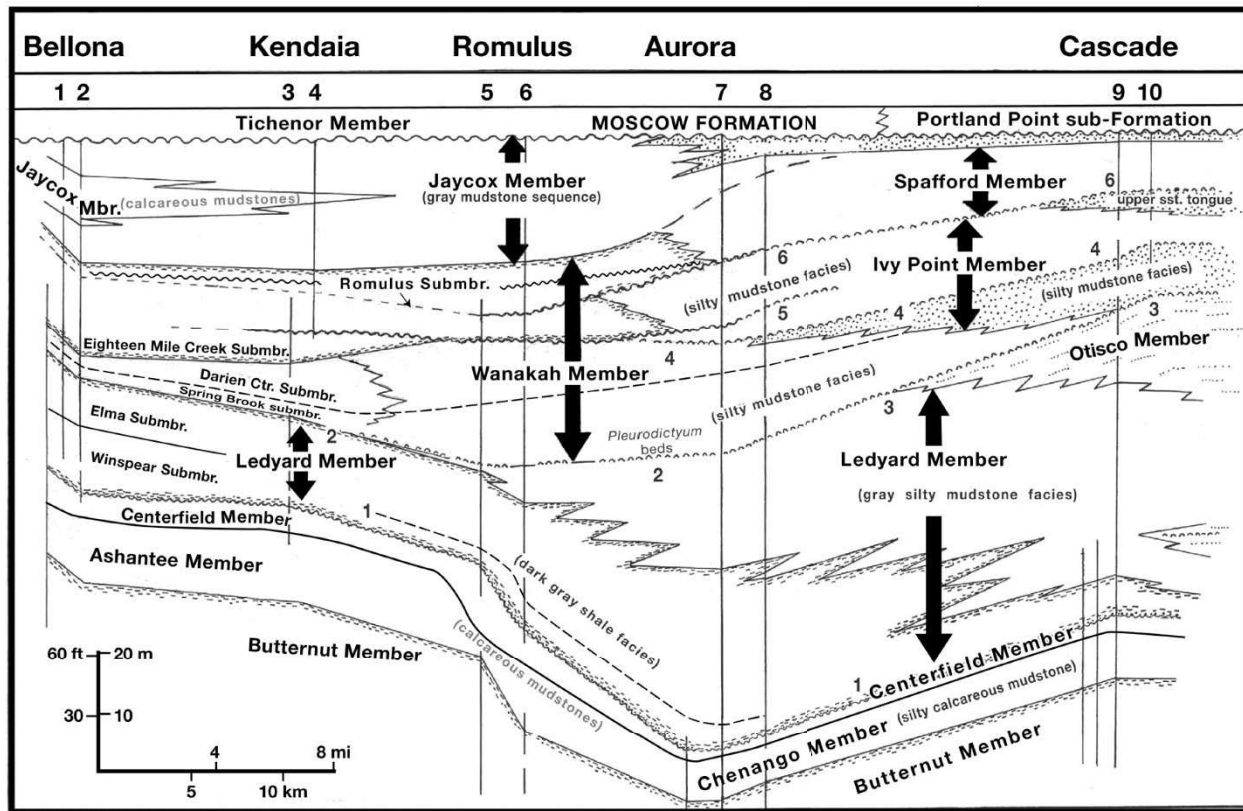 Bellona Kendaia Romulus Aurora Cascade
1 2 3 4 5 6 7 8 9 10
Tichenor Member MOSCOW FORMATION Portland Point sub-Formation
Jaycox
Mbr. (calcareous mudstones)
Jaycox Member
(gray mudstone sequence)
Spafford Member
6
upper sst. tongue
Romulus Submbr.
6
Ivy Point Member
4
(silty mudstone facies)
(silty mudstone facies)
5
4
3
Eighteen Mile Creek Submbr.
4
Otisco Member
Darien Ctr. Submbr.
Wanakah Member
(silty mudstone facies)
Spring Brook submbr.
3
Elma Submbr.
2
Pleurodictyum
beds
2
Ledyard Member
Ledyard Member
Winspear Submbr.
(gray silty mudstone facies)
Centerfield Member
1
(dark gray shale facies)
Ashantee Member
(calcareous mudstones)
Butternut Member
Centerfield Member
1
Chenango Member (silty calcareous mudstone)
Butternut Member
60 ft 20 m
30 10
4 8 mi
5 10 km